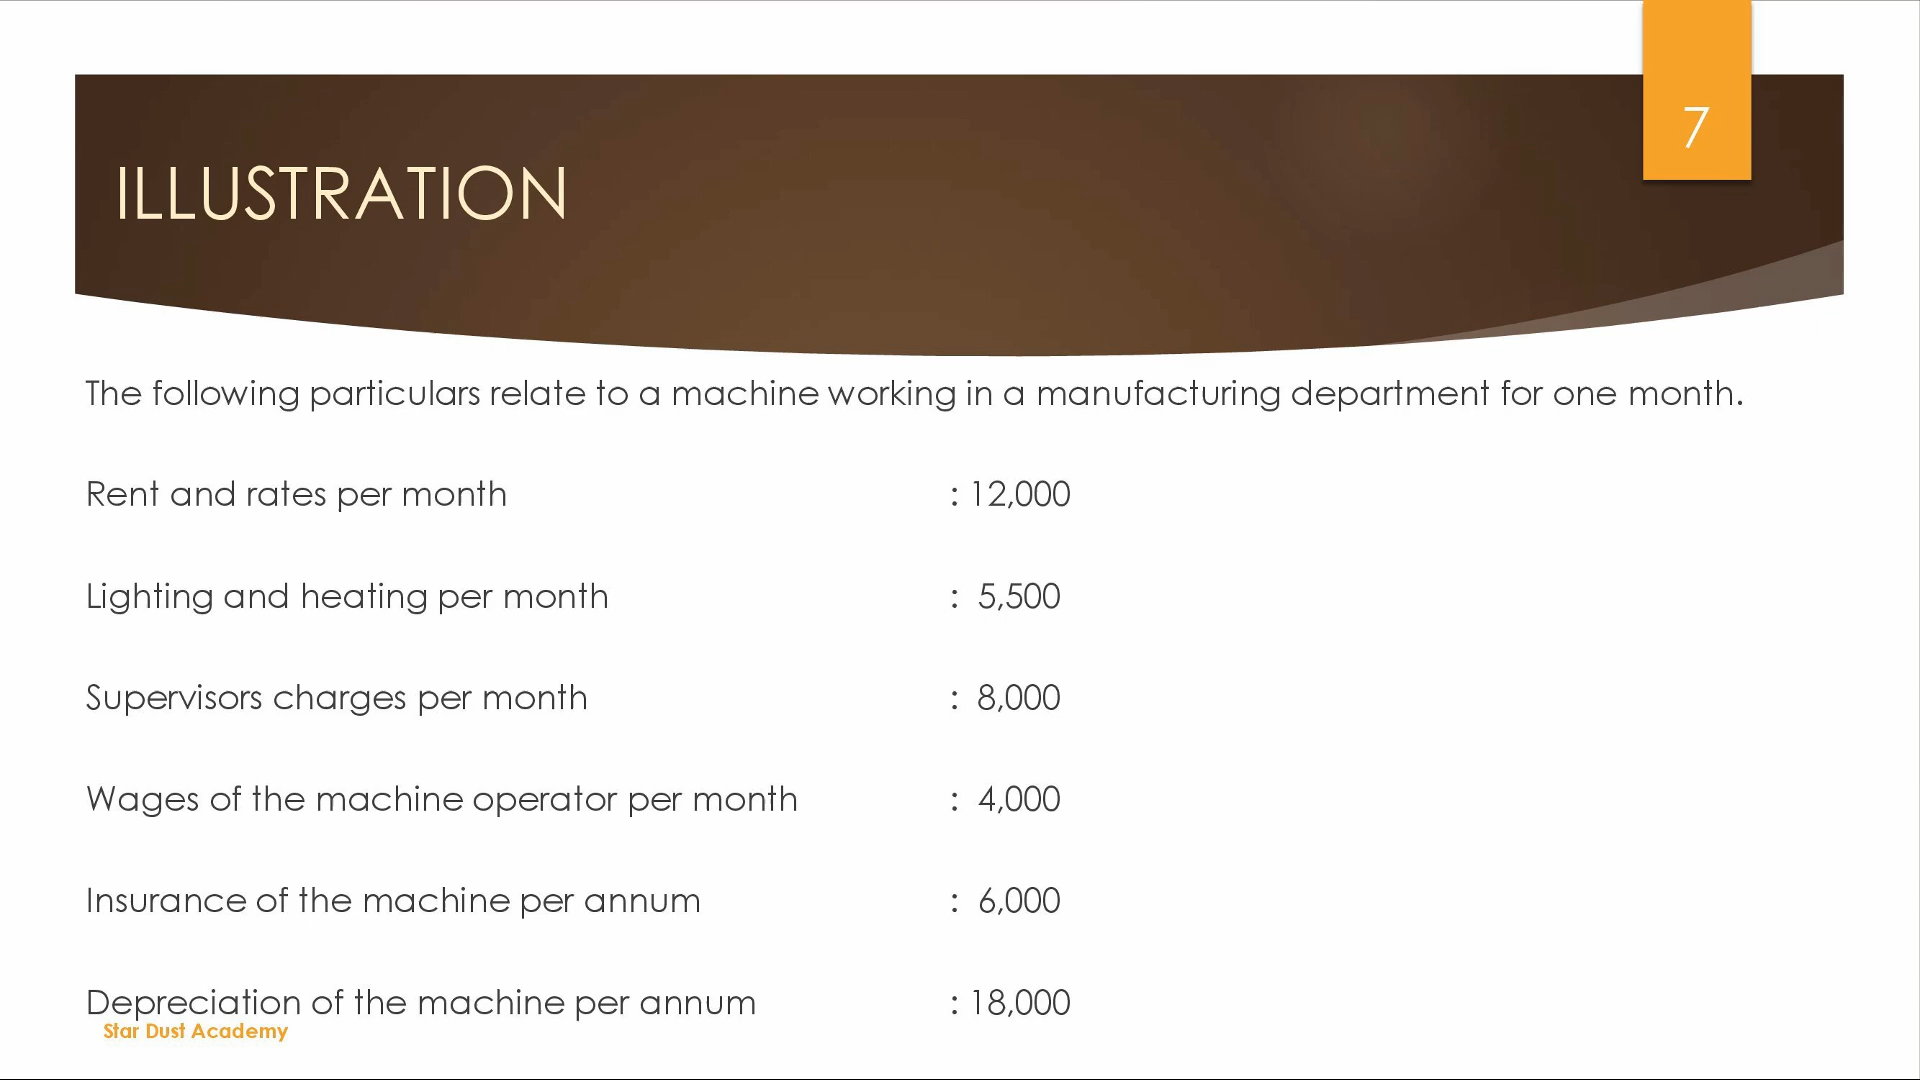 7
ILLUSTRATION
The following particulars relate to a machine working in a manufacturing department for one month.
Rent and rates per month : 12,000
Lighting and heating per month : 5,500
Supervisors charges per month : 8,000
Wages of the machine operator per month : 4,000
Insurance of the machine per annum : 6,000
Depreciation of the machine per annum : 18,000
Star Dust Academy